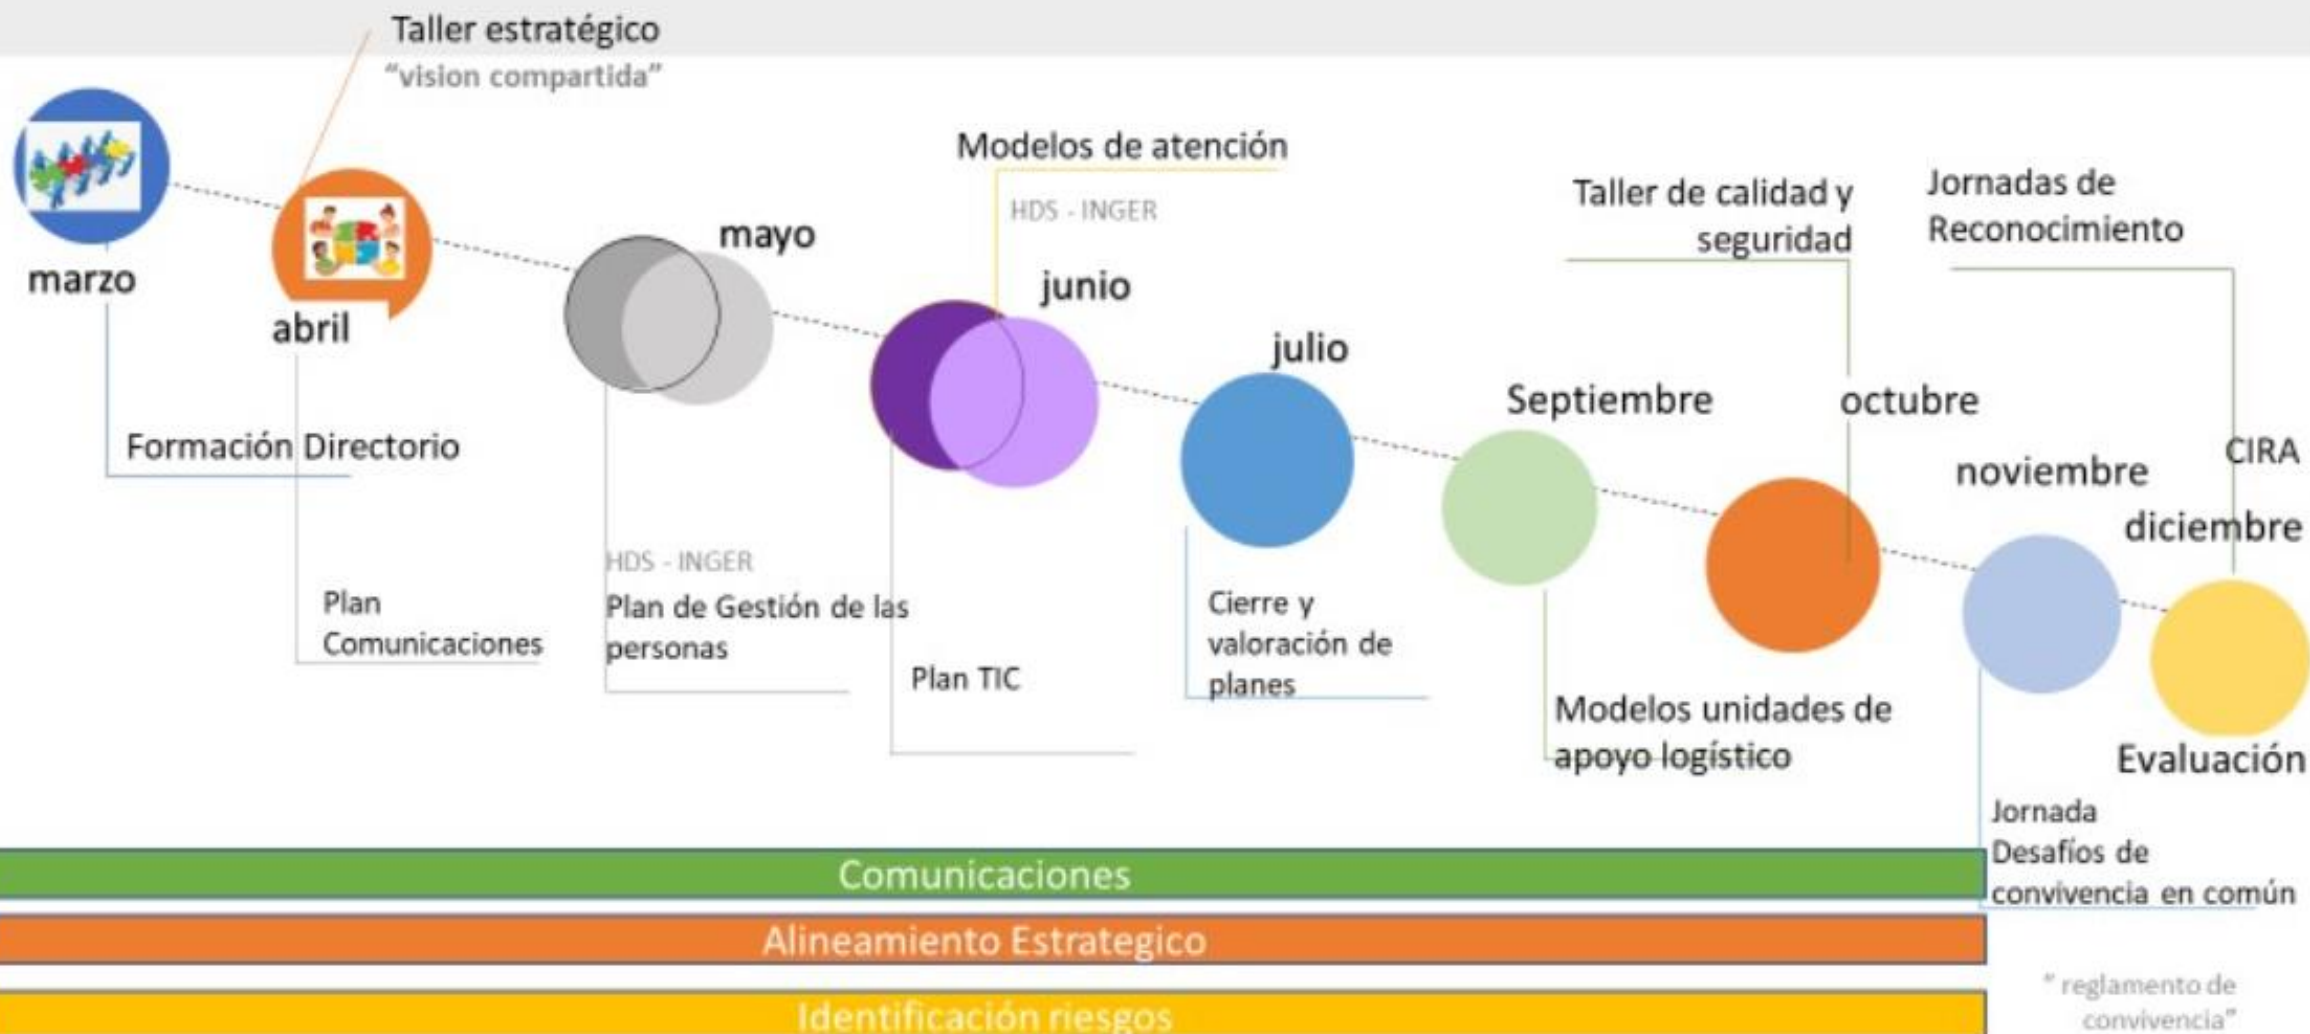 Taller estratégico
“vision compartida”
marzo
Formación Directorio
abril
Plan
Comunicaciones
mayo
HDS - INGER
Plan de Gestión de las
personas
Modelos de atención
HDS - INGER
junio
Plan TIC
julio
Cierre y
valoración de
planes
Septiembre
Modelos unidades de
apoyo logístico
Taller de calidad y
seguridad
octubre
noviembre
Jornada
Desafíos de
convivencia en común
“ reglamento de
convivencia”
Jornadas de
Reconocimiento
CIRA
diciembre
Evaluación
Comunicaciones
Alineamiento Estrategico
Identificación riesgos